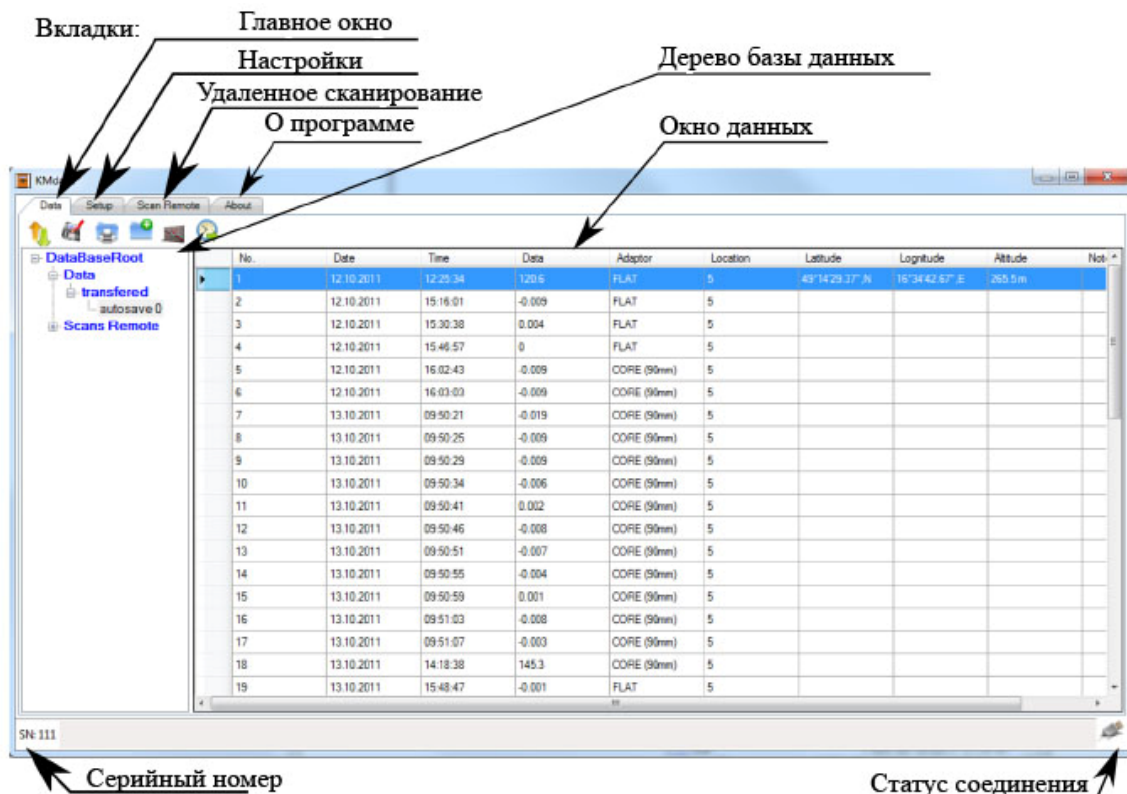 Вкладки:
Главное окно
Настройки
Удаленное сканирование
О программе
Дерево базы данных
Окно данных
Data Setup Scan Remote About
DataBaseRoot
Data
transfered
autosave 0
Scans Remote
No. Date Time Data Adaptor Location Latitude Lognitude Altitude
1 12.10.2011 12:25:34 120.6 FLAT 5 49°14'29.37",N 16°34'42.67",E 265.5m
2 12.10.2011 15:16:01 -0.009 FLAT 5
3 12.10.2011 15:30:38 0.004 FLAT 5
4 12.10.2011 15:46:57 0 FLAT 5
5 12.10.2011 16:02:43 -0.009 CORE (90mm) 5
6 12.10.2011 16:03:03 -0.009 CORE (90mm) 5
7 13.10.2011 09:50:21 -0.019 CORE (90mm) 5
8 13.10.2011 09:50:25 -0.009 CORE (90mm) 5
9 13.10.2011 09:50:29 -0.009 CORE (90mm) 5
10 13.10.2011 09:50:34 -0.006 CORE (90mm) 5
11 13.10.2011 09:50:41 0.002 CORE (90mm) 5
12 13.10.2011 09:50:46 -0.008 CORE (90mm) 5
13 13.10.2011 09:50:51 -0.007 CORE (90mm) 5
14 13.10.2011 09:50:55 -0.004 CORE (90mm) 5
15 13.10.2011 09:50:59 0.001 CORE (90mm) 5
16 13.10.2011 09:51:03 -0.008 CORE (90mm) 5
17 13.10.2011 09:51:07 -0.003 CORE (90mm) 5
18 13.10.2011 14:18:38 145.3 CORE (90mm) 5
19 13.10.2011 15:48:47 -0.001 FLAT 5
SN: 111
Серийный номер
Статус соединения